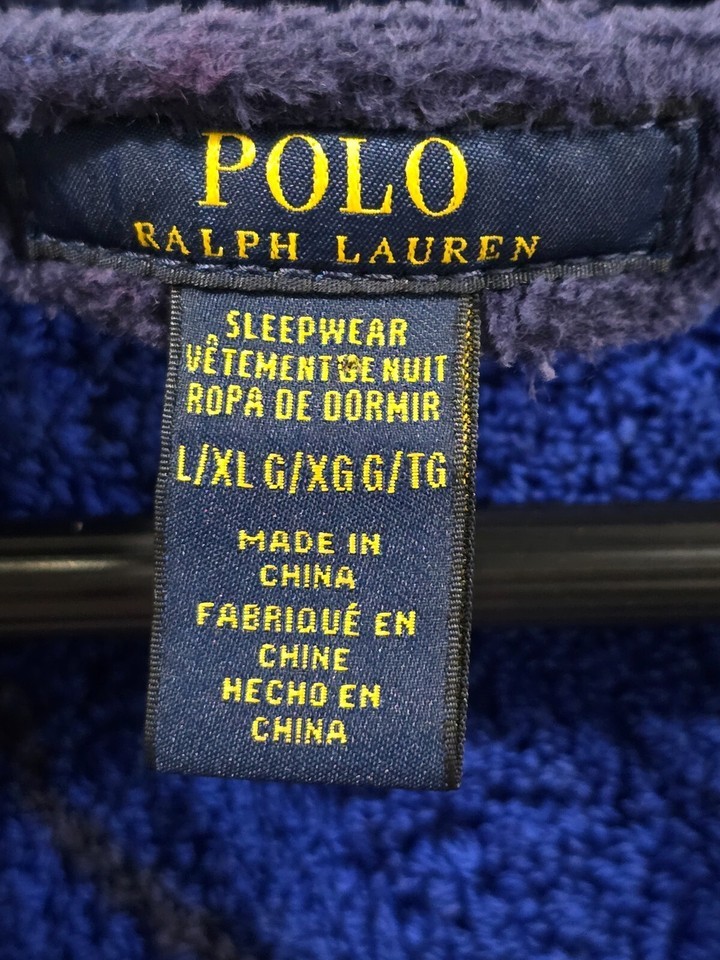 POLO
RALPH LAUREN
SLEEPWEAR
VÊTEMENT DE NUIT
ROPA DE DORMIR
L/XL G/XG G/TG
MADE IN
CHINA
FABRIQUÉ EN
CHINE
HECHO EN
CHINA